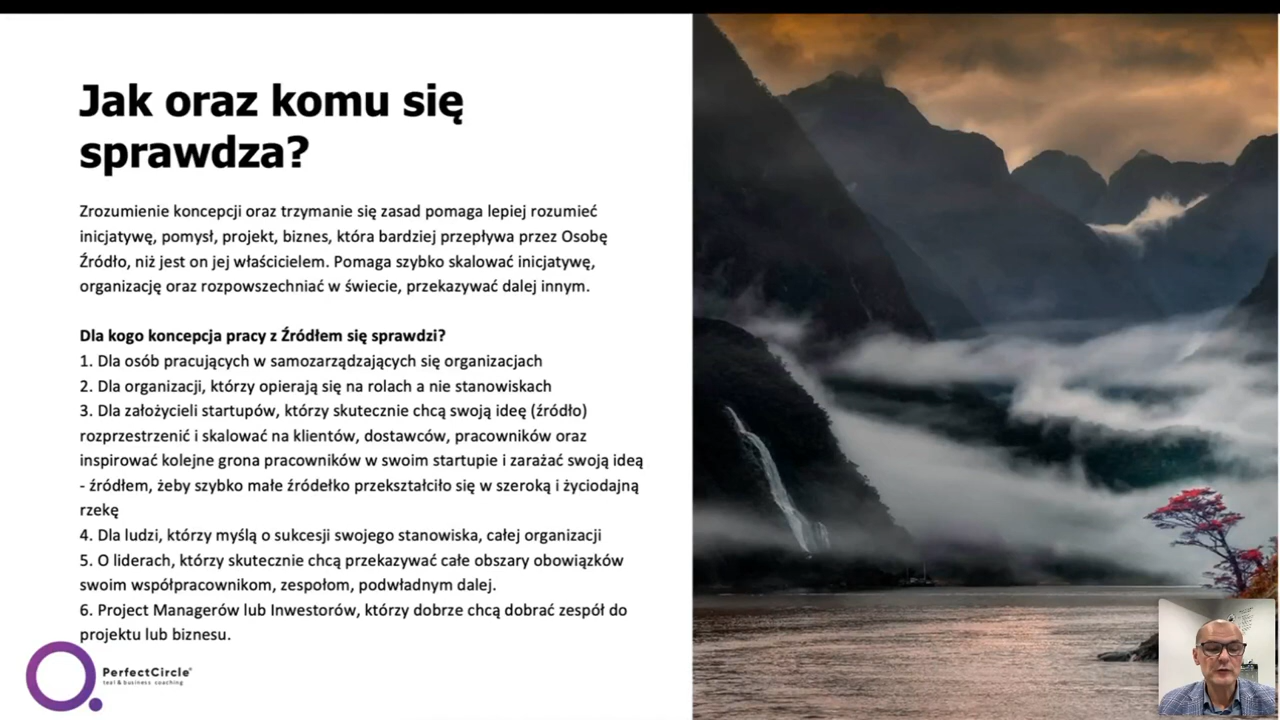 Jak oraz komu się
sprawdza?
Zrozumienie koncepcji oraz trzymanie się zasad pomaga lepiej rozumieć
inicjatywę, pomysł, projekt, biznes, która bardziej przepływa przez Osobę
Źródło, niż jest on jej właścicielem. Pomaga szybko skalować inicjatywę,
organizację oraz rozpowszechniać w świecie, przekazywać dalej innym.
Dla kogo koncepcja pracy z Źródłem się sprawdzi?
1. Dla osób pracujących w samozarządzających się organizacjach
2. Dla organizacji, którzy opierają się na rolach a nie stanowiskach
3. Dla założycieli startupów, którzy skutecznie chcą swoją ideę (źródło)
rozprzestrzenić i skalować na klientów, dostawców, pracowników oraz
inspirować kolejne grona pracowników w swoim startupie i zarażać swoją ideą
- źródłem, żeby szybko małe źródełko przekształciło się w szeroką i życiodajną
rzekę
4. Dla ludzi, którzy myślą o sukcesji swojego stanowiska, całej organizacji
5. O liderach, którzy skutecznie chcą przekazywać całe obszary obowiązków
swoim współpracownikom, zespołom, podwładnym dalej.
6. Project Managerów lub Inwestorów, którzy dobrze chcą dobrać zespół do
projektu lub biznesu.
PerfectCircle
teal & business coaching